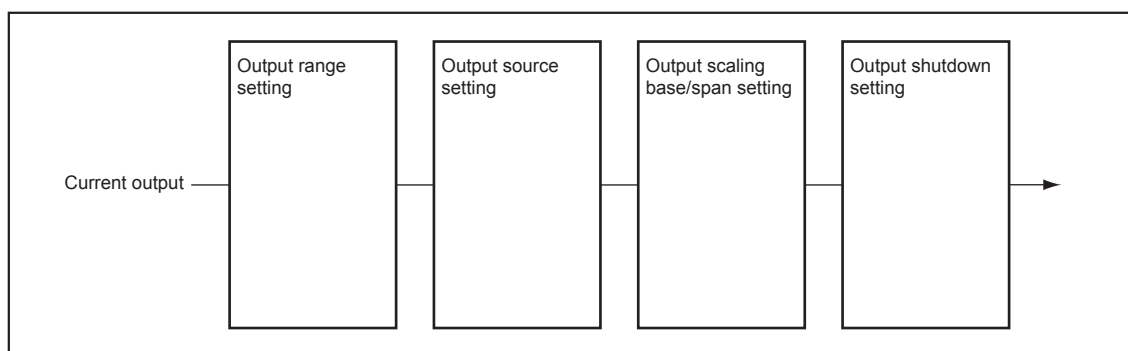 Output range
setting
Output source
setting
Output scaling
base/span setting
Output shutdown
setting
Current output